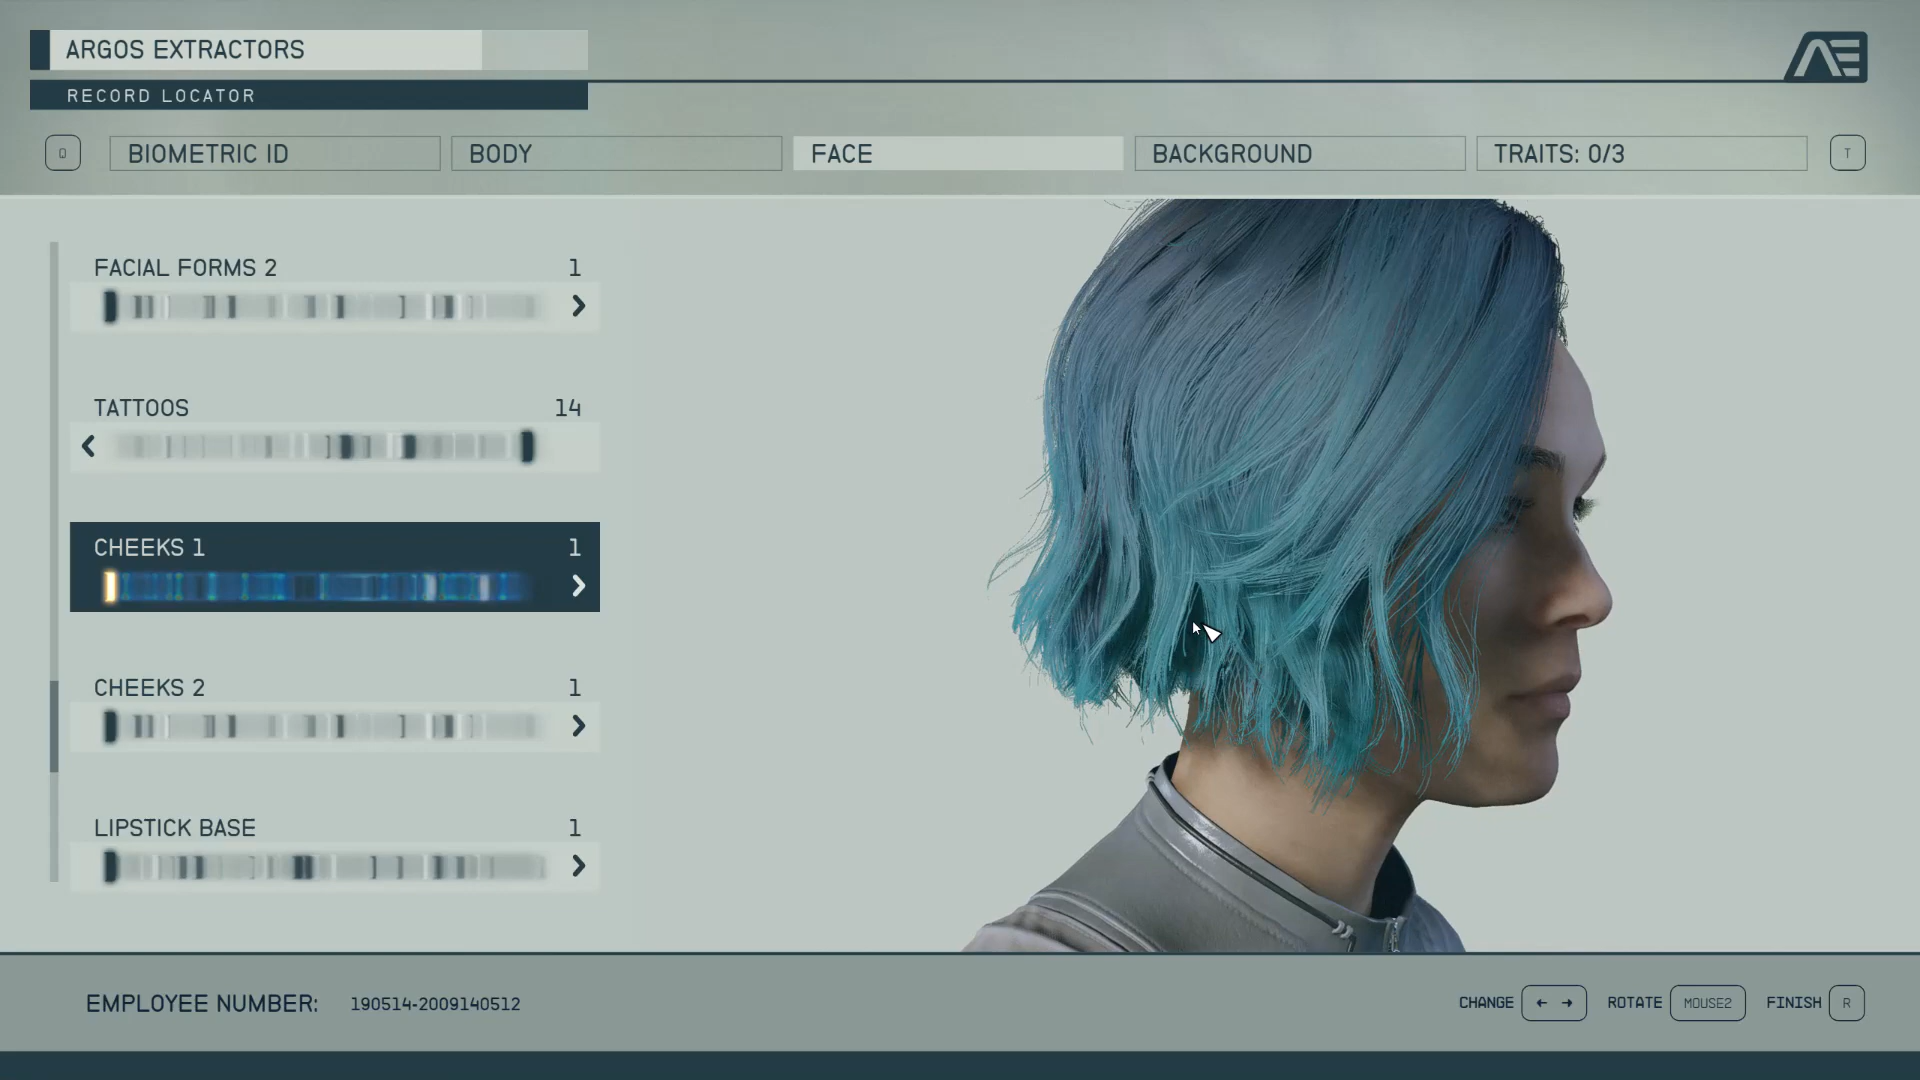 ARGOS EXTRACTORS
RECORD LOCATOR
Q BIOMETRIC ID BODY FACE BACKGROUND TRAITS: 0/3 T
FACIAL FORMS 2 1
TATTOOS 14
CHEEKS 1 1
CHEEKS 2 1
LIPSTICK BASE 1
EMPLOYEE NUMBER: 190514-2009140512 CHANGE ← → ROTATE MOUSE2 FINISH R